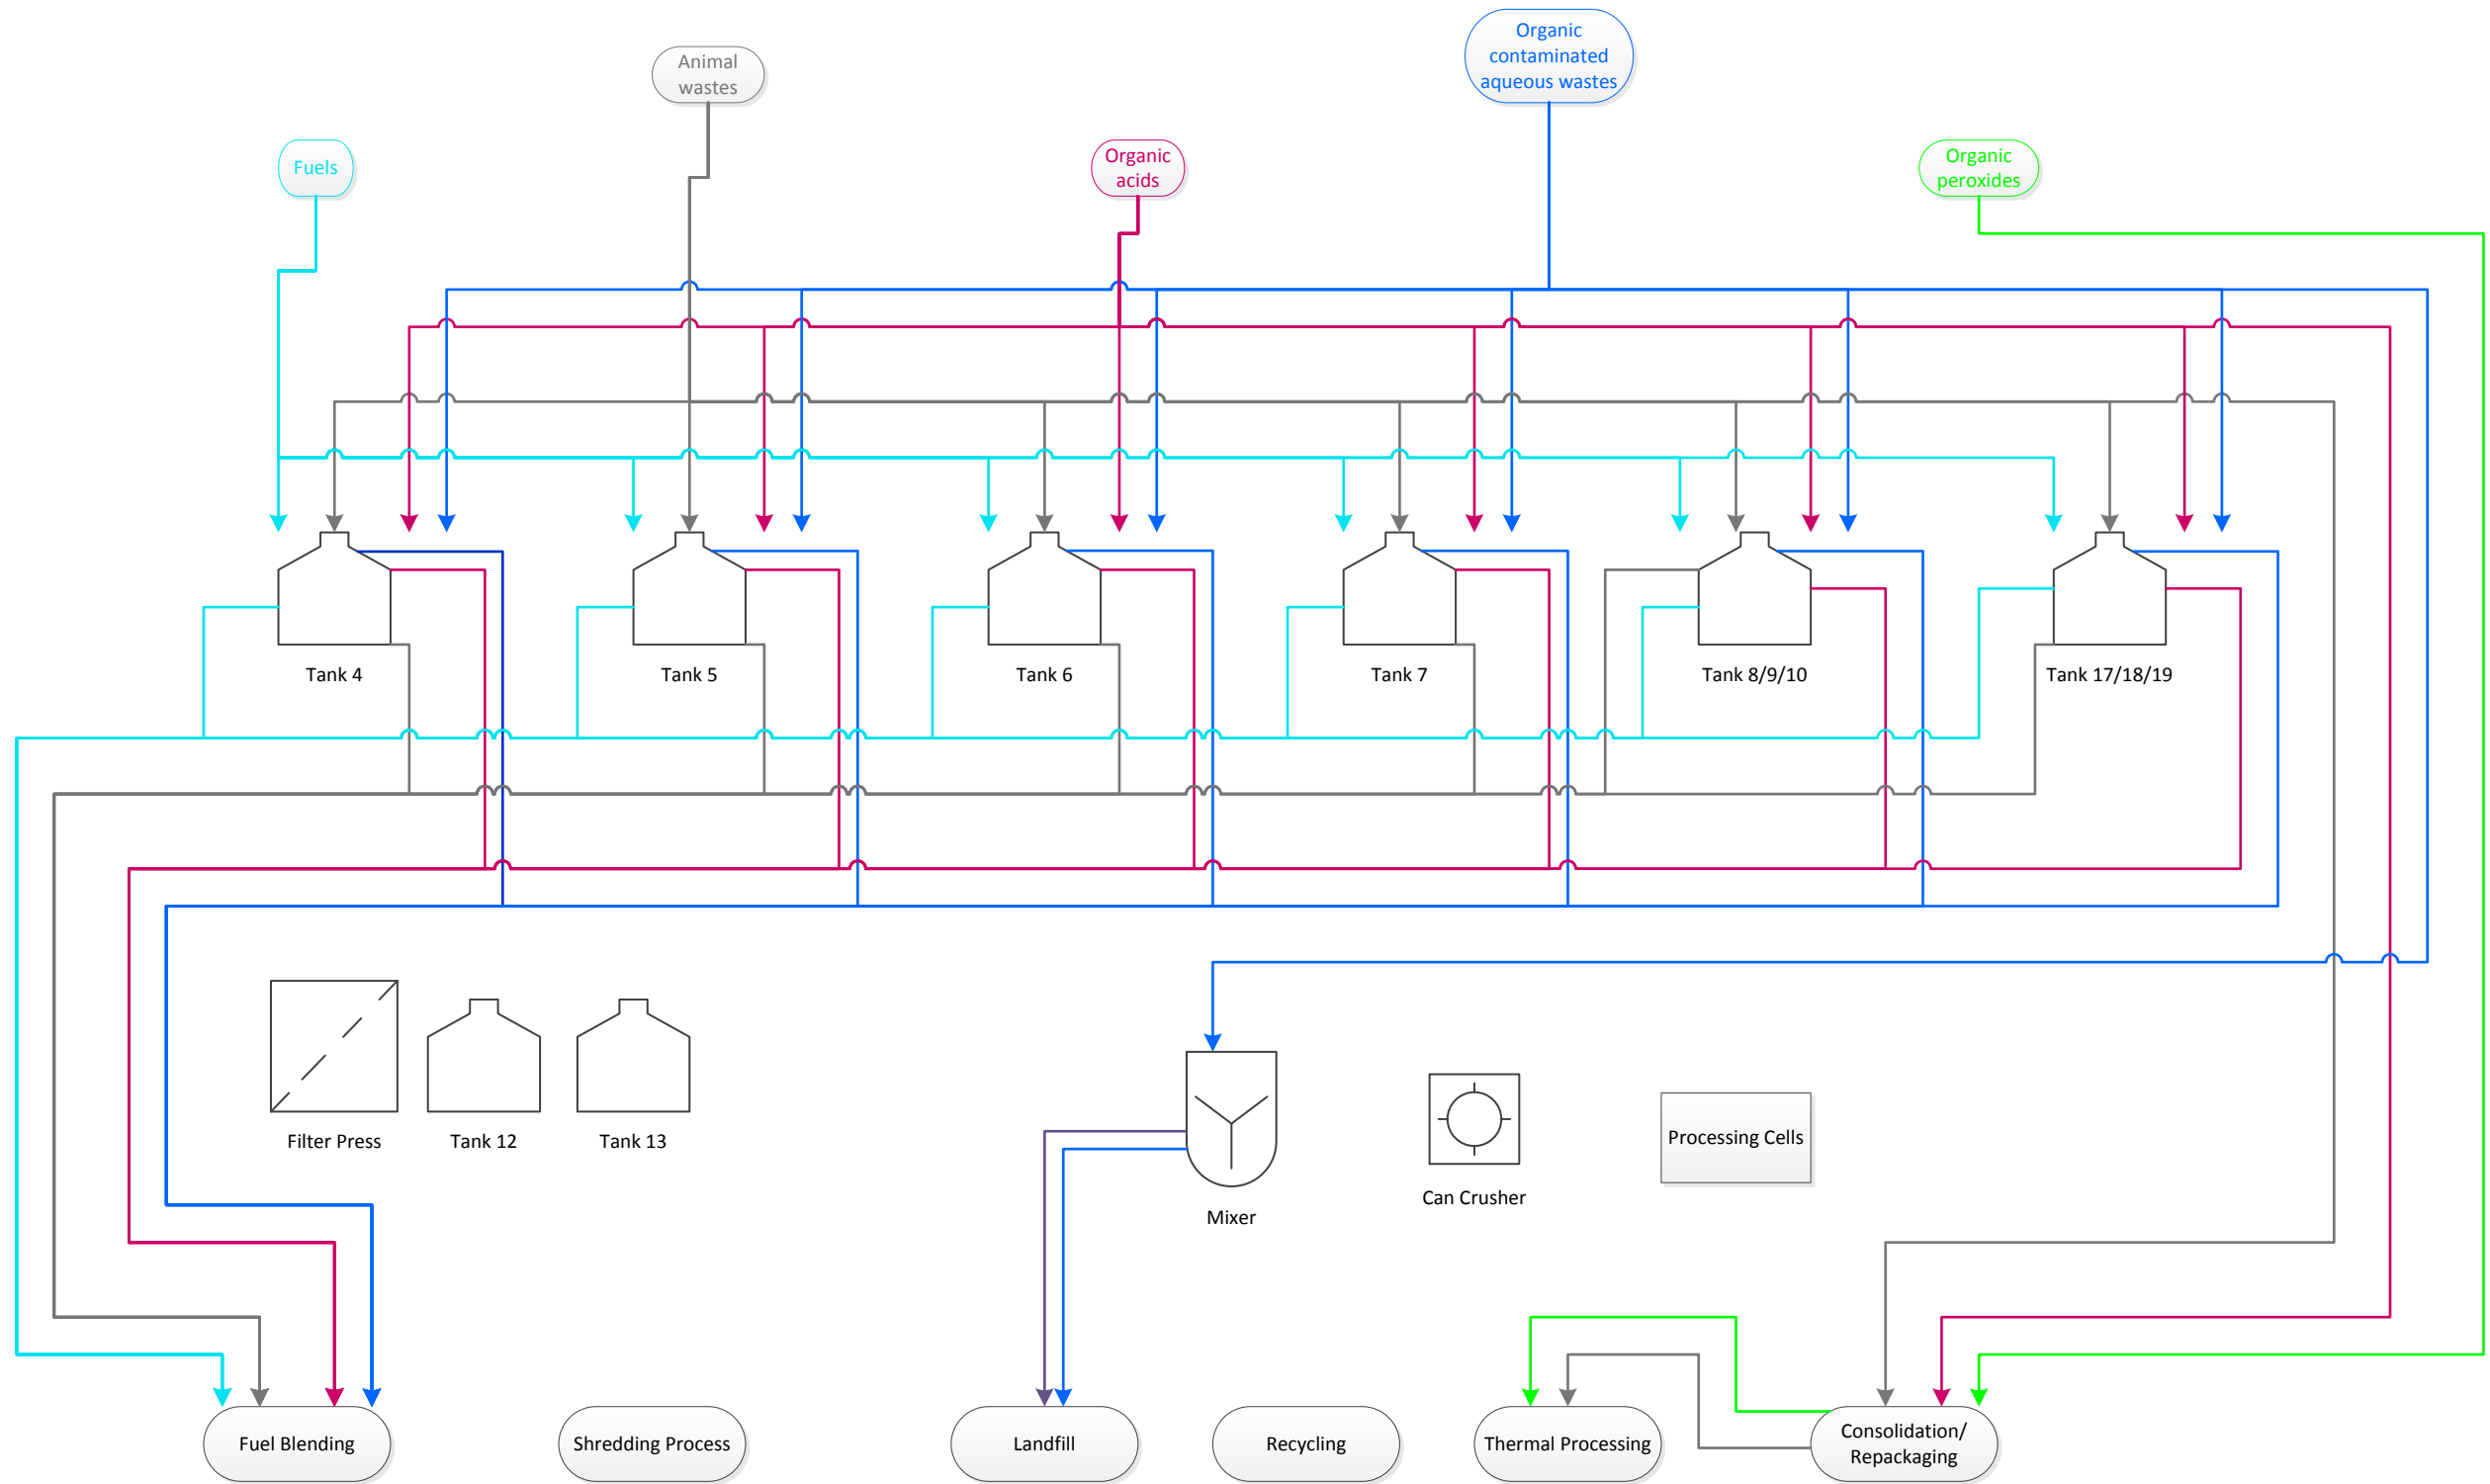 Organic
contaminated
aqueous wastes
Animal
wastes
Fuels
Organic
acids
Organic
peroxides
Tank 4
Tank 5
Tank 6
Tank 7
Tank 8/9/10
Tank 17/18/19
Filter Press
Tank 12
Tank 13
Mixer
Can Crusher
Processing Cells
Fuel Blending
Shredding Process
Landfill
Recycling
Thermal Processing
Consolidation/
Repackaging